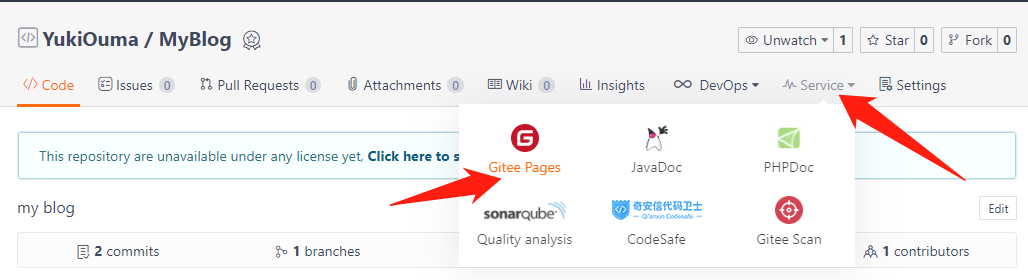 YukiOuma / MyBlog
Unwatch 1 Star 0 Fork 0
Code Issues 0 Pull Requests 0 Attachments 0 Wiki 0 Insights DevOps Service Settings
This repository are unavailable under any license yet, Click here to s
G
Gitee Pages JavaDoc PHPDoc
my blog
Edit
sonarqube 奇安信代码卫士
Qi'anxin Codesafe
Quality analysis CodeSafe Gitee Scan
2 commits 1 branches 1 contributors